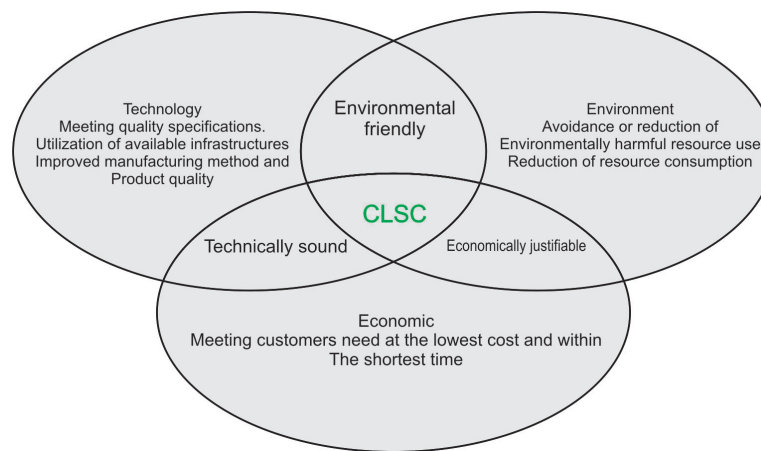 Technology
Meeting quality specifications.
Utilization of available infrastructures
Improved manufacturing method and
Product quality
Environmental
friendly
Environment
Avoidance or reduction of
Environmentally harmful resource use
Reduction of resource consumption
CLSC
Technically sound
Economically justifiable
Economic
Meeting customers need at the lowest cost and within
The shortest time